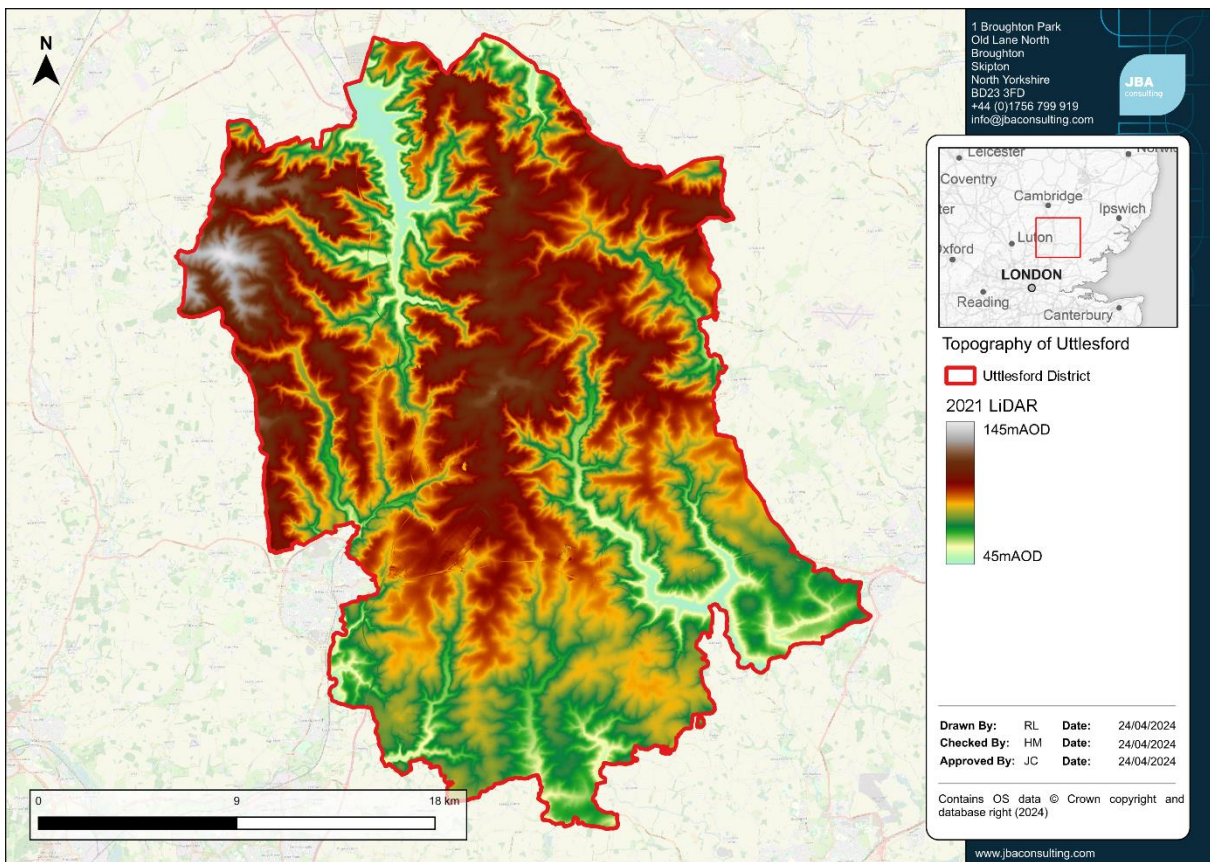 N
0
9
18 km
1 Broughton Park
Old Lane North
Broughton
Skipton
North Yorkshire
BD23 3FD
+44 (0)1756 799 919
info@jbaconsulting.com
JBA
consulting
Leicester
Coventry
Cambridge
Ipswich
Luton
LONDON
Reading
Canterbury
Topography of Uttlesford
Uttlesford District
2021 LiDAR
145mAOD
45mAOD
Drawn By: RL Date: 24/04/2024
Checked By: HM Date: 24/04/2024
Approved By: JC Date: 24/04/2024
Contains OS data © Crown copyright and
database right (2024)
www.jbaconsulting.com